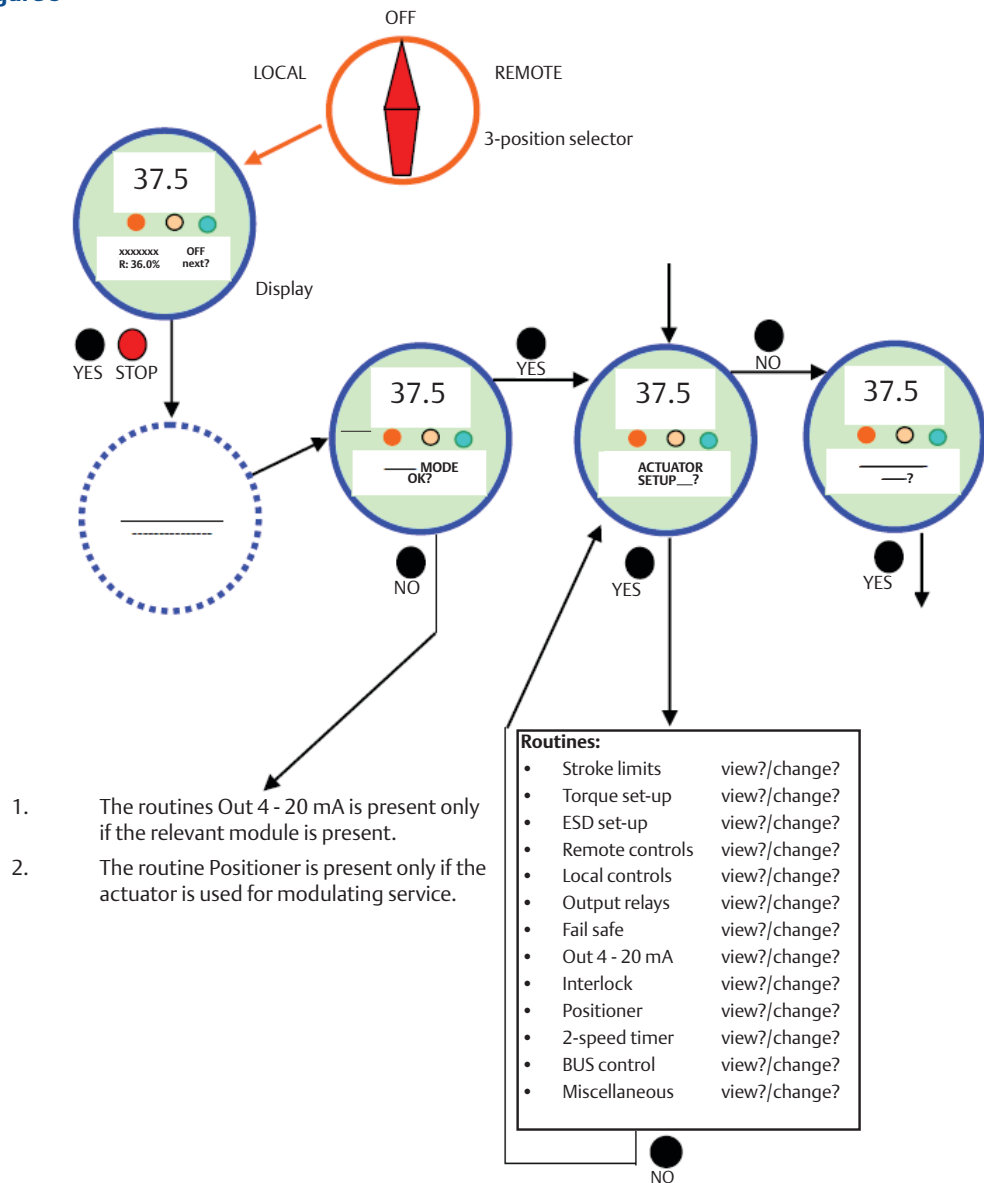 OFF
LOCAL
REMOTE
3-position selector
37.5
xxxxxxx OFF
R: 36.0% next?
Display
YES STOP
37.5
____ MODE
OK?
YES
NO
37.5
ACTUATOR
SETUP__?
YES
NO
37.5
____________
___?
YES
1. The routines Out 4 - 20 mA is present only
if the relevant module is present.
2. The routine Positioner is present only if the
actuator is used for modulating service.
Routines:
• Stroke limits view?/change?
• Torque set-up view?/change?
• ESD set-up view?/change?
• Remote controls view?/change?
• Local controls view?/change?
• Output relays view?/change?
• Fail safe view?/change?
• Out 4 - 20 mA view?/change?
• Interlock view?/change?
• Positioner view?/change?
• 2-speed timer view?/change?
• BUS control view?/change?
• Miscellaneous view?/change?
NO